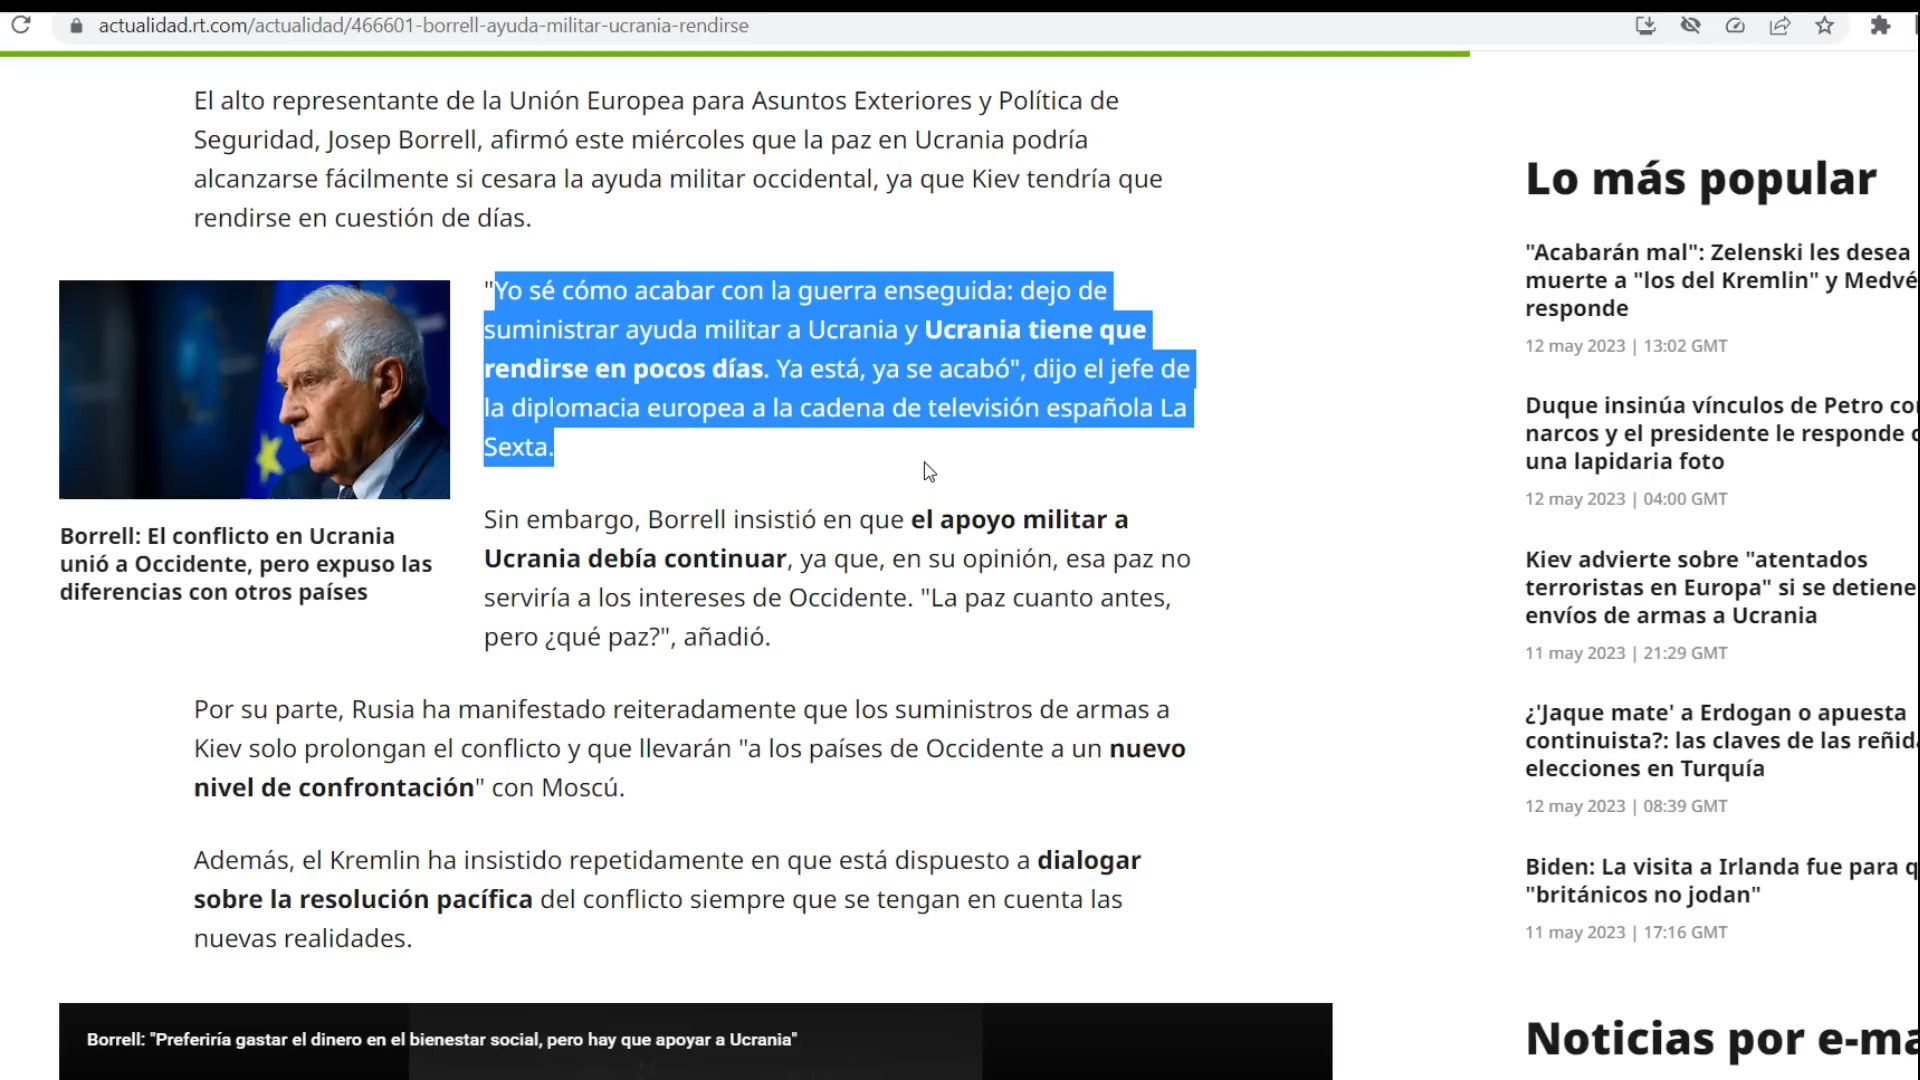 actualidad.rt.com/actualidad/466601-borrell-ayuda-militar-ucrania-rendirse
El alto representante de la Unión Europea para Asuntos Exteriores y Política de
Seguridad, Josep Borrell, afirmó este miércoles que la paz en Ucrania podría
alcanzarse fácilmente si cesara la ayuda militar occidental, ya que Kiev tendría que
rendirse en cuestión de días.
"Yo sé cómo acabar con la guerra enseguida: dejo de
suministrar ayuda militar a Ucrania y Ucrania tiene que
rendirse en pocos días. Ya está, ya se acabó", dijo el jefe de
la diplomacia europea a la cadena de televisión española La
Sexta.
Borrell: El conflicto en Ucrania
unió a Occidente, pero expuso las
diferencias con otros países
Sin embargo, Borrell insistió en que el apoyo militar a
Ucrania debía continuar, ya que, en su opinión, esa paz no
serviría a los intereses de Occidente. "La paz cuanto antes,
pero ¿qué paz?", añadió.
Por su parte, Rusia ha manifestado reiteradamente que los suministros de armas a
Kiev solo prolongan el conflicto y que llevarán "a los países de Occidente a un nuevo
nivel de confrontación" con Moscú.
Además, el Kremlin ha insistido repetidamente en que está dispuesto a dialogar
sobre la resolución pacífica del conflicto siempre que se tengan en cuenta las
nuevas realidades.
Borrell: "Preferiría gastar el dinero en el bienestar social, pero hay que apoyar a Ucrania"
Lo más popular
"Acabarán mal": Zelenski les desea
muerte a "los del Kremlin" y Medvé
responde
12 may 2023 | 13:02 GMT
Duque insinúa vínculos de Petro co
narcos y el presidente le responde
una lapidaria foto
12 may 2023 | 04:00 GMT
Kiev advierte sobre "atentados
terroristas en Europa" si se detiene
envíos de armas a Ucrania
11 may 2023 | 21:29 GMT
¿'Jaque mate' a Erdogan o apuesta
continuista?: las claves de las reñid
elecciones en Turquía
12 may 2023 | 08:39 GMT
Biden: La visita a Irlanda fue para q
"británicos no jodan"
11 may 2023 | 17:16 GMT
Noticias por e-ma